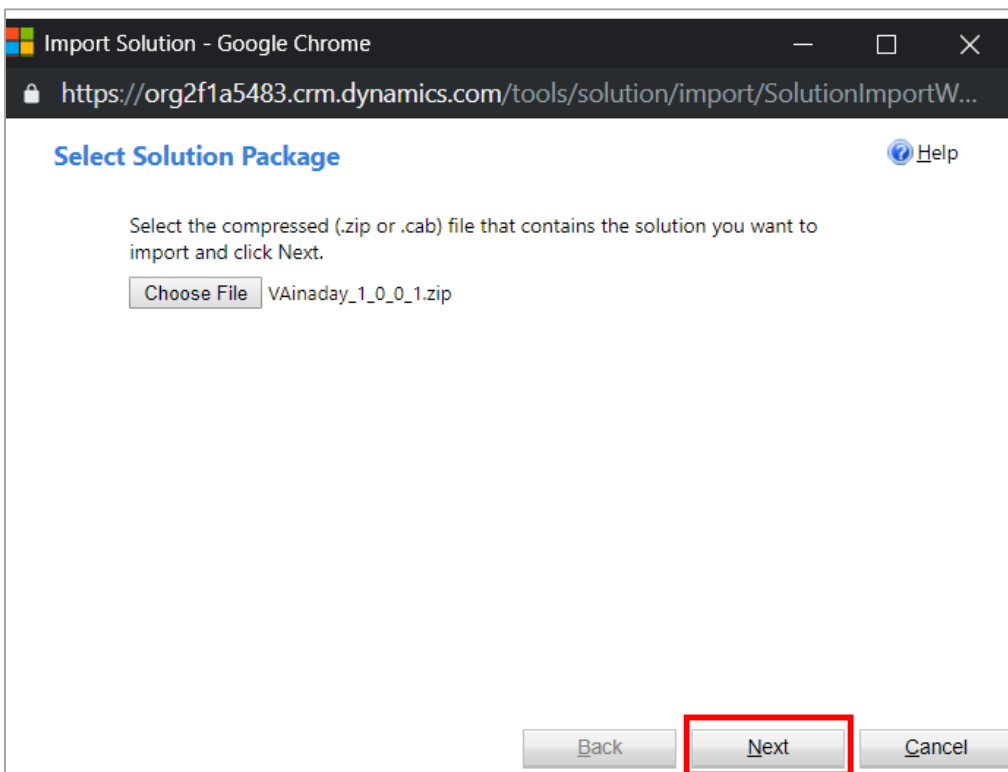 Import Solution - Google Chrome
https://org2f1a5483.crm.dynamics.com/tools/solution/import/SolutionImportW...
Select Solution Package
Help
Select the compressed (.zip or .cab) file that contains the solution you want to
import and click Next.
Choose File VAinaday_1_0_0_1.zip
Back Next Cancel